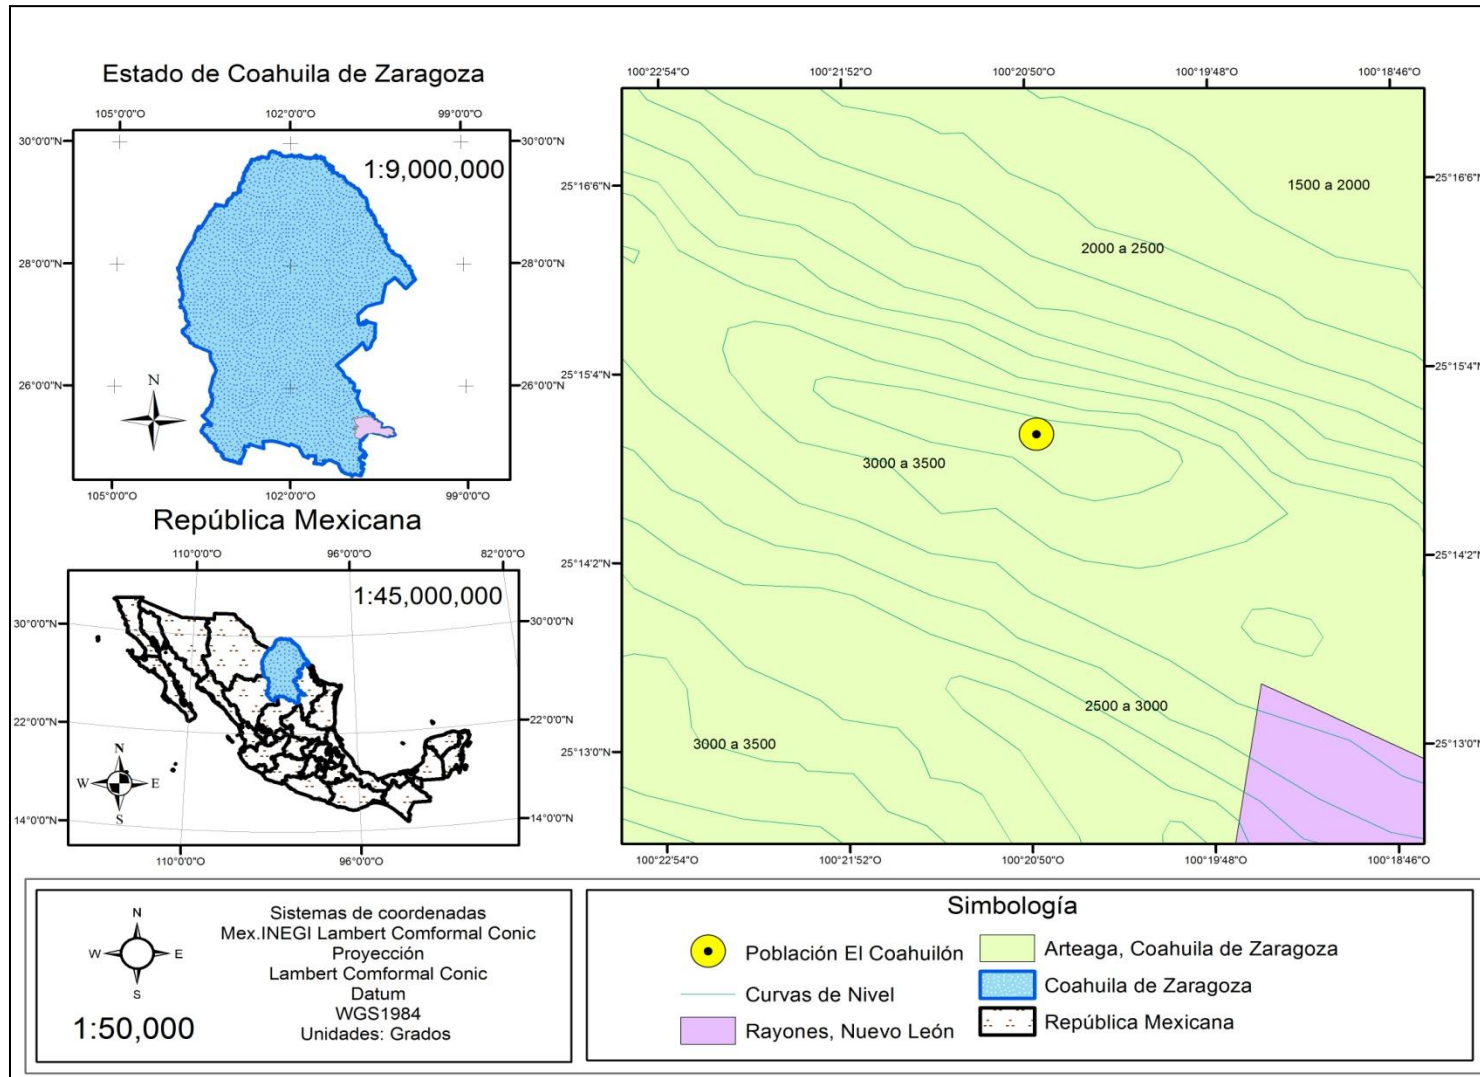 Estado de Coahuila de Zaragoza
105°0'0"O 102°0'0"O 99°0'0"O
30°0'0"N 30°0'0"N
1:9,000,000
28°0'0"N 28°0'0"N
26°0'0"N 26°0'0"N
N
105°0'0"O 102°0'0"O 99°0'0"O
República Mexicana
110°0'0"O 96°0'0"O 82°0'0"O
1:45,000,000
30°0'0"N 30°0'0"N
22°0'0"N 22°0'0"N
N
W E
S
14°0'0"N 14°0'0"N
110°0'0"O 96°0'0"O
100°22'54"O 100°21'52"O 100°20'50"O 100°19'48"O 100°18'46"O
25°16'6"N 1500 a 2000 25°16'6"N
2000 a 2500
25°15'4"N 25°15'4"N
3000 a 3500
25°14'2"N 25°14'2"N
2500 a 3000
3000 a 3500
25°13'0"N 25°13'0"N
100°22'54"O 100°21'52"O 100°20'50"O 100°19'48"O 100°18'46"O
N
W E
S
1:50,000
Sistemas de coordenadas
Mex.INEGI Lambert Comformal Conic
Proyección
Lambert Comformal Conic
Datum
WGS1984
Unidades: Grados
Simbología
Población El Coahuilón
Curvas de Nivel
Rayones, Nuevo León
Arteaga, Coahuila de Zaragoza
Coahuila de Zaragoza
República Mexicana